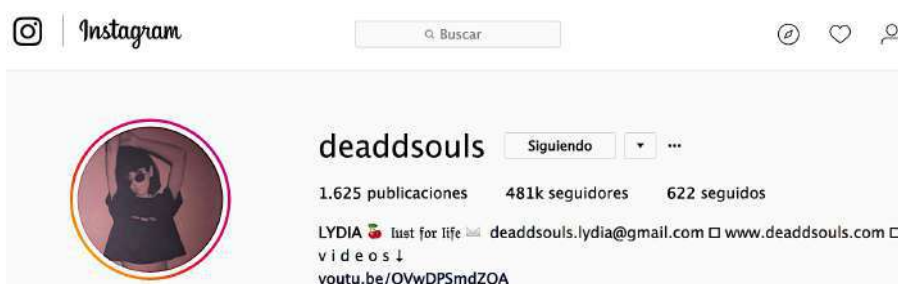 Instagram
Buscar
deaddsouls Siguiendo
1.625 publicaciones 481k seguidores 622 seguidos
LYDIA 🍒 𝔩𝔲𝔰𝔱 𝔣𝔬𝔯 𝔩𝔦𝔣𝔢 ✉ deaddsouls.lydia@gmail.com □ www.deaddsouls.com □
v i d e o s ↓
youtu.be/OVwDPSmdZOA